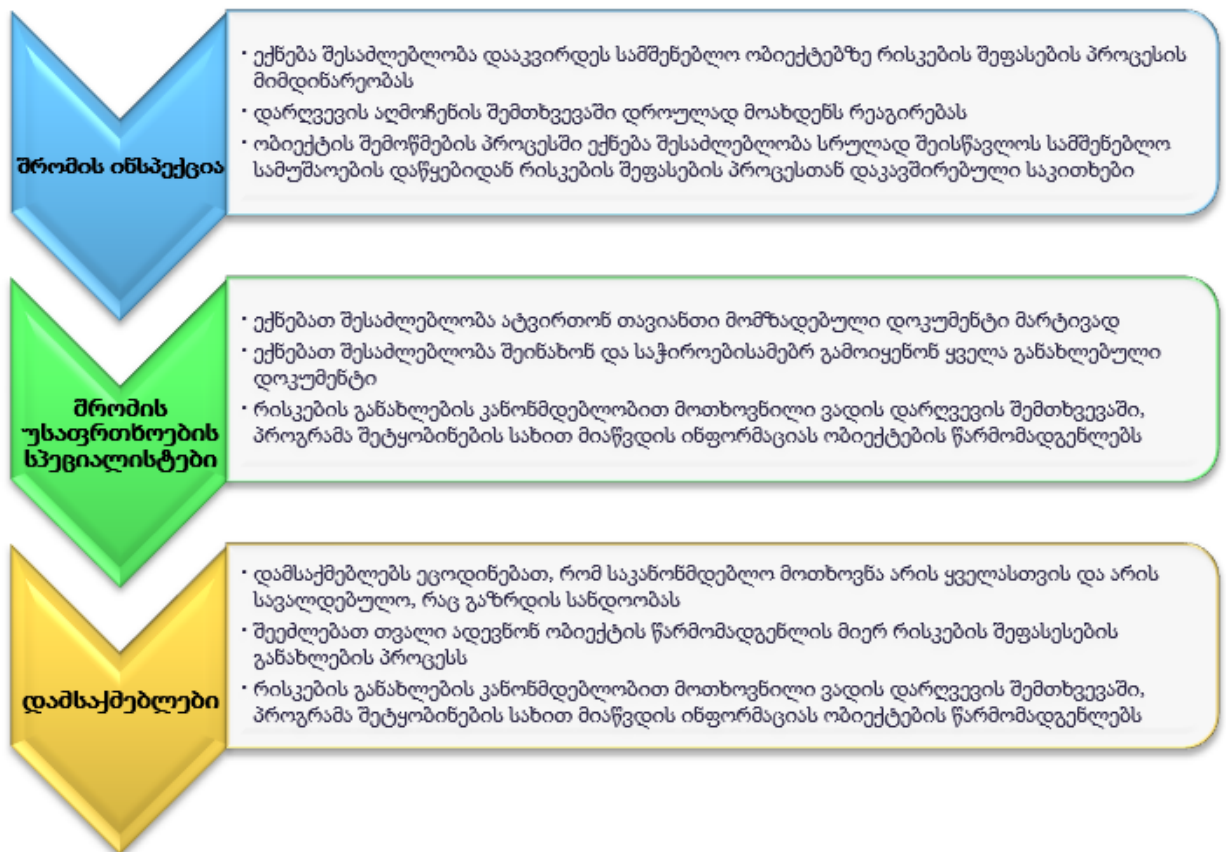 შრომის ინსპექცია
· ექნება შესაძლებლობა დააკვირდეს სამშენებლო ობიექტებზე რისკების შეფასების პროცესის
მიმდინარეობას
· დარღვევის აღმოჩენის შემთხვევაში დროულად მოახდენს რეაგირებას
· ობიექტის შემოწმების პროცესში ექნება შესაძლებლობა სრულად შეისწავლოს სამშენებლო
სამუშაოების დაწყებიდან რისკების შეფასების პროცესთან დაკავშირებული საკითხები
შრომის
უსაფრთხოების
სპეციალისტები
· ექნებათ შესაძლებლობა ატვირთონ თავიანთი მომზადებული დოკუმენტი მარტივად
· ექნებათ შესაძლებლობა შეინახონ და საჭიროებისამებრ გამოიყენონ ყველა განახლებული
დოკუმენტი
· რისკების განახლების კანონმდებლობით მოთხოვნილი ვადის დარღვევის შემთხვევაში,
პროგრამა შეტყობინების სახით მიაწვდის ინფორმაციას ობიექტების წარმომადგენლებს
დამსაქმებლები
· დამსაქმებლებს ეცოდინებათ, რომ საკანონმდებლო მოთხოვნა არის ყველასთვის და არის
სავალდებულო, რაც გაზრდის სანდოობას
· შეეძლებათ თვალი ადევნონ ობიექტის წარმომადგენლის მიერ რისკების შეფასესების
განახლების პროცესს
· რისკების განახლების კანონმდებლობით მოთხოვნილი ვადის დარღვევის შემთხვევაში,
პროგრამა შეტყობინების სახით მიაწვდის ინფორმაციას ობიექტების წარმომადგენლებს